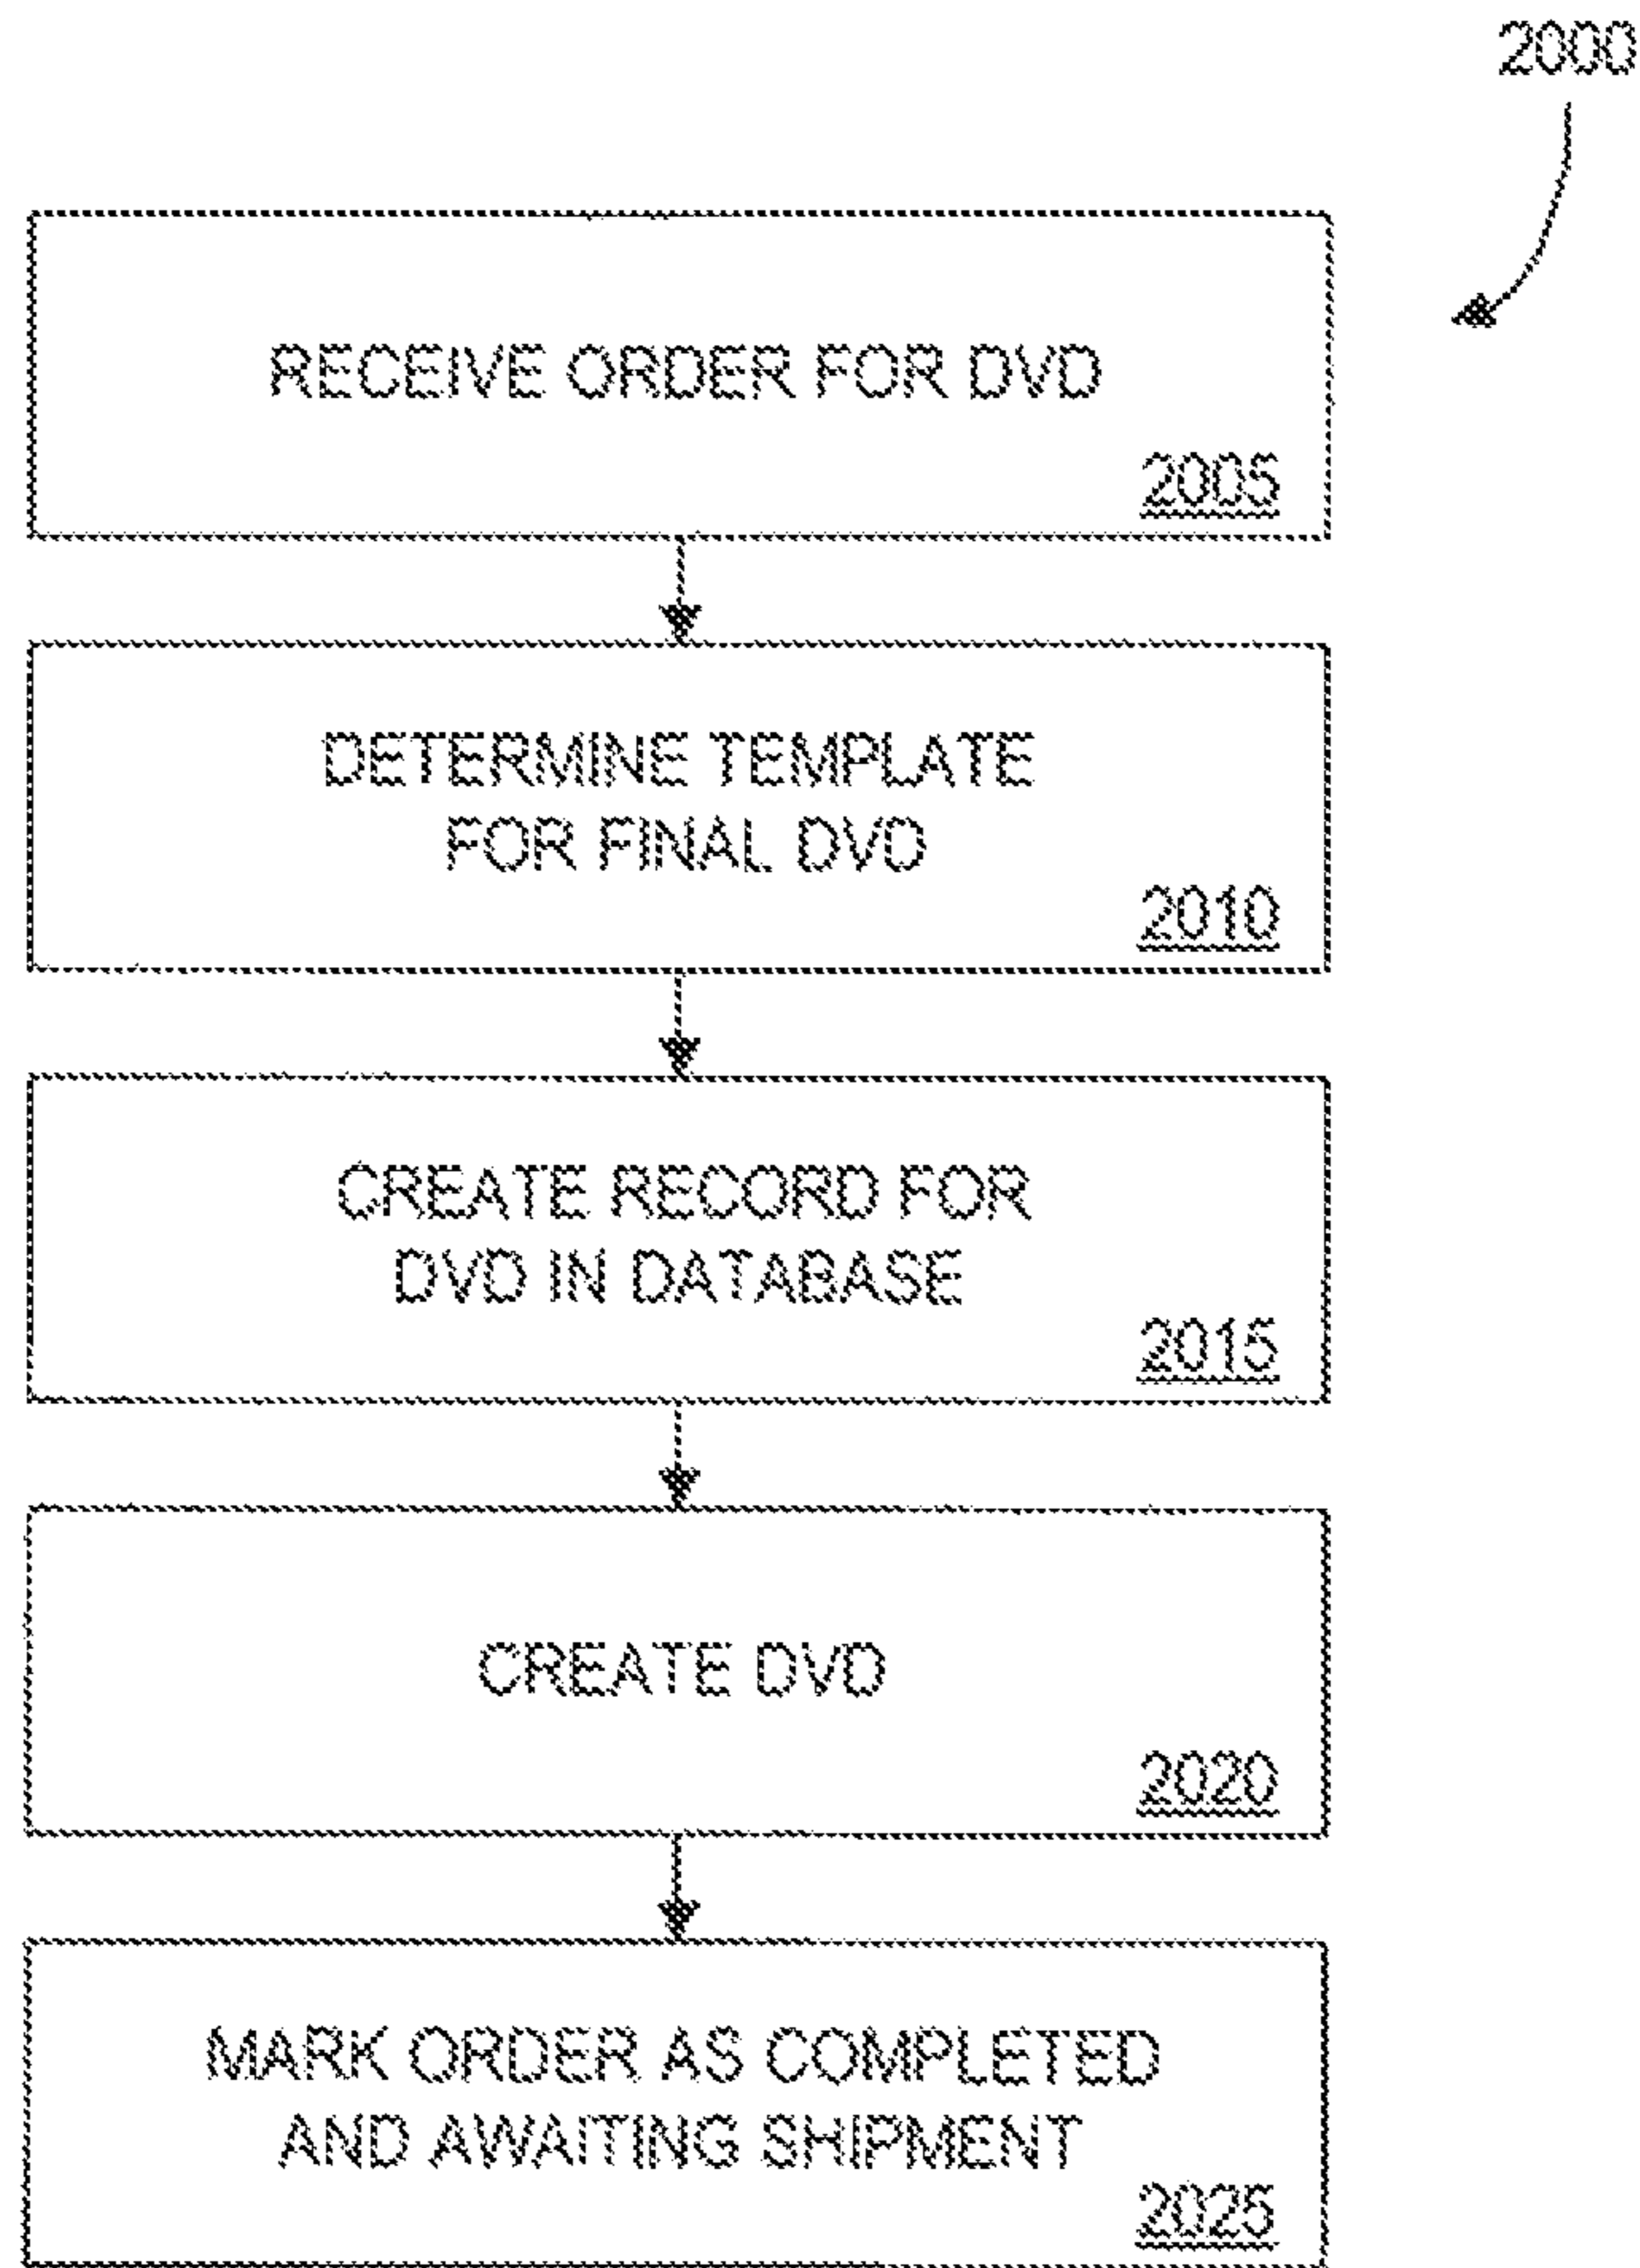 2000
RECEIVE ORDER FOR DVD
2005
DETERMINE TEMPLATE
FOR FINAL DVD
2010
CREATE RECORD FOR
DVD IN DATABASE
2015
CREATE DVD
2020
MARK ORDER AS COMPLETED
AND AWAITING SHIPMENT
2025